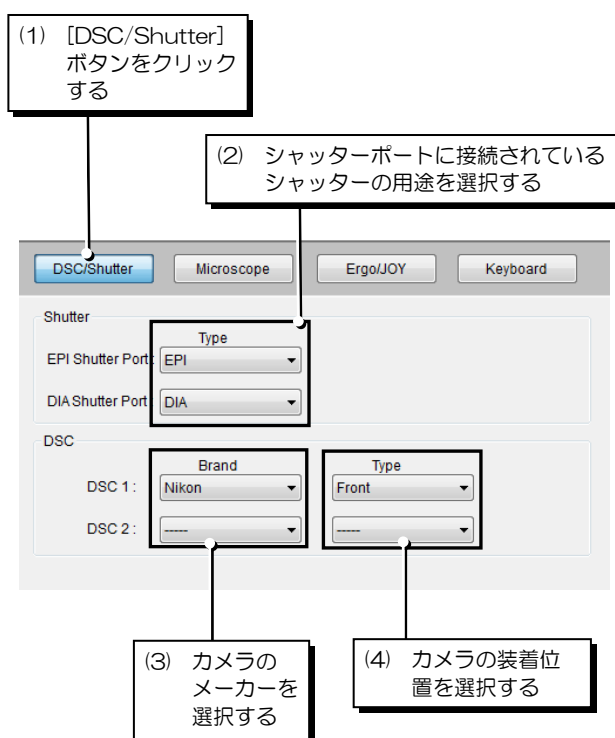 (1) [DSC/Shutter]
ボタンをクリック
する
(2) シャッターポートに接続されている
シャッターの用途を選択する
DSC/Shutter Microscope Ergo/JOY Keyboard
Shutter
Type
EPI Shutter Port: EPI
DIA Shutter Port DIA
DSC
Brand Type
DSC 1 : Nikon Front
DSC 2 : ----- -----
(3) カメラの
メーカーを
選択する
(4) カメラの装着位
置を選択する